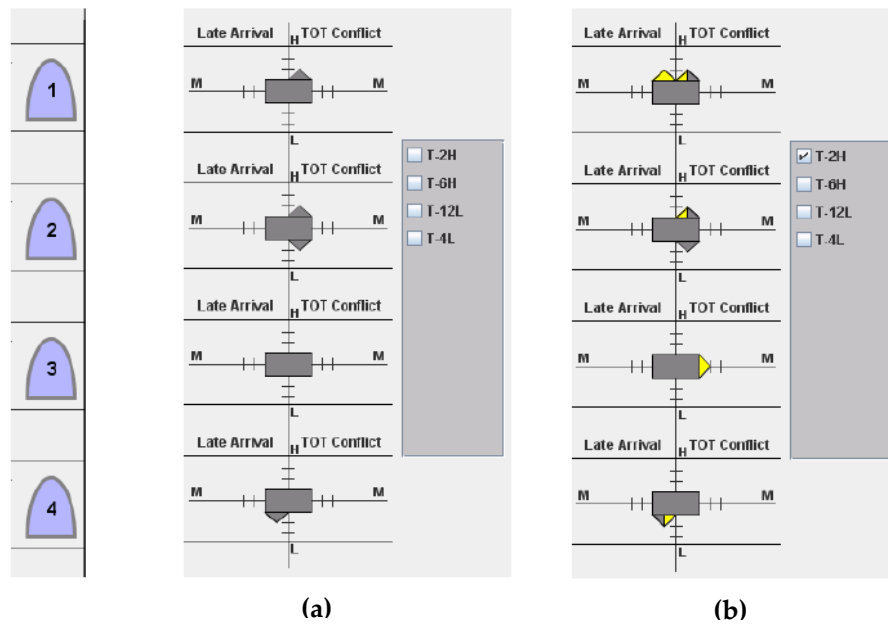 1
2
3
4
Late Arrival H TOT Conflict
M M
L
Late Arrival H TOT Conflict
M M
L
Late Arrival H TOT Conflict
M M
L
Late Arrival H TOT Conflict
M M
L
T-2H
T-6H
T-12L
T-4L
(a)
Late Arrival H TOT Conflict
M M
L
Late Arrival H TOT Conflict
M M
L
Late Arrival H TOT Conflict
M M
L
Late Arrival H TOT Conflict
M M
L
T-2H
T-6H
T-12L
T-4L
(b)